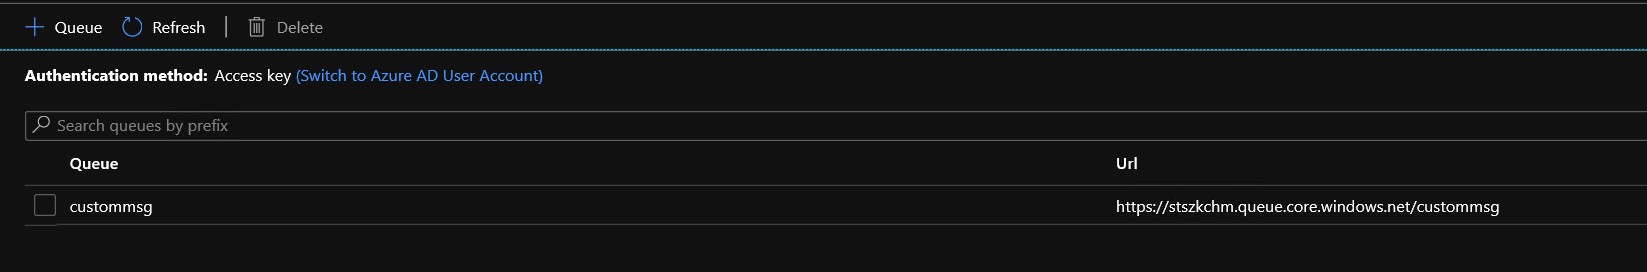 Queue Refresh Delete
Authentication method: Access key (Switch to Azure AD User Account)
Search queues by prefix
Queue Url
custommsg https://stszkchm.queue.core.windows.net/custommsg